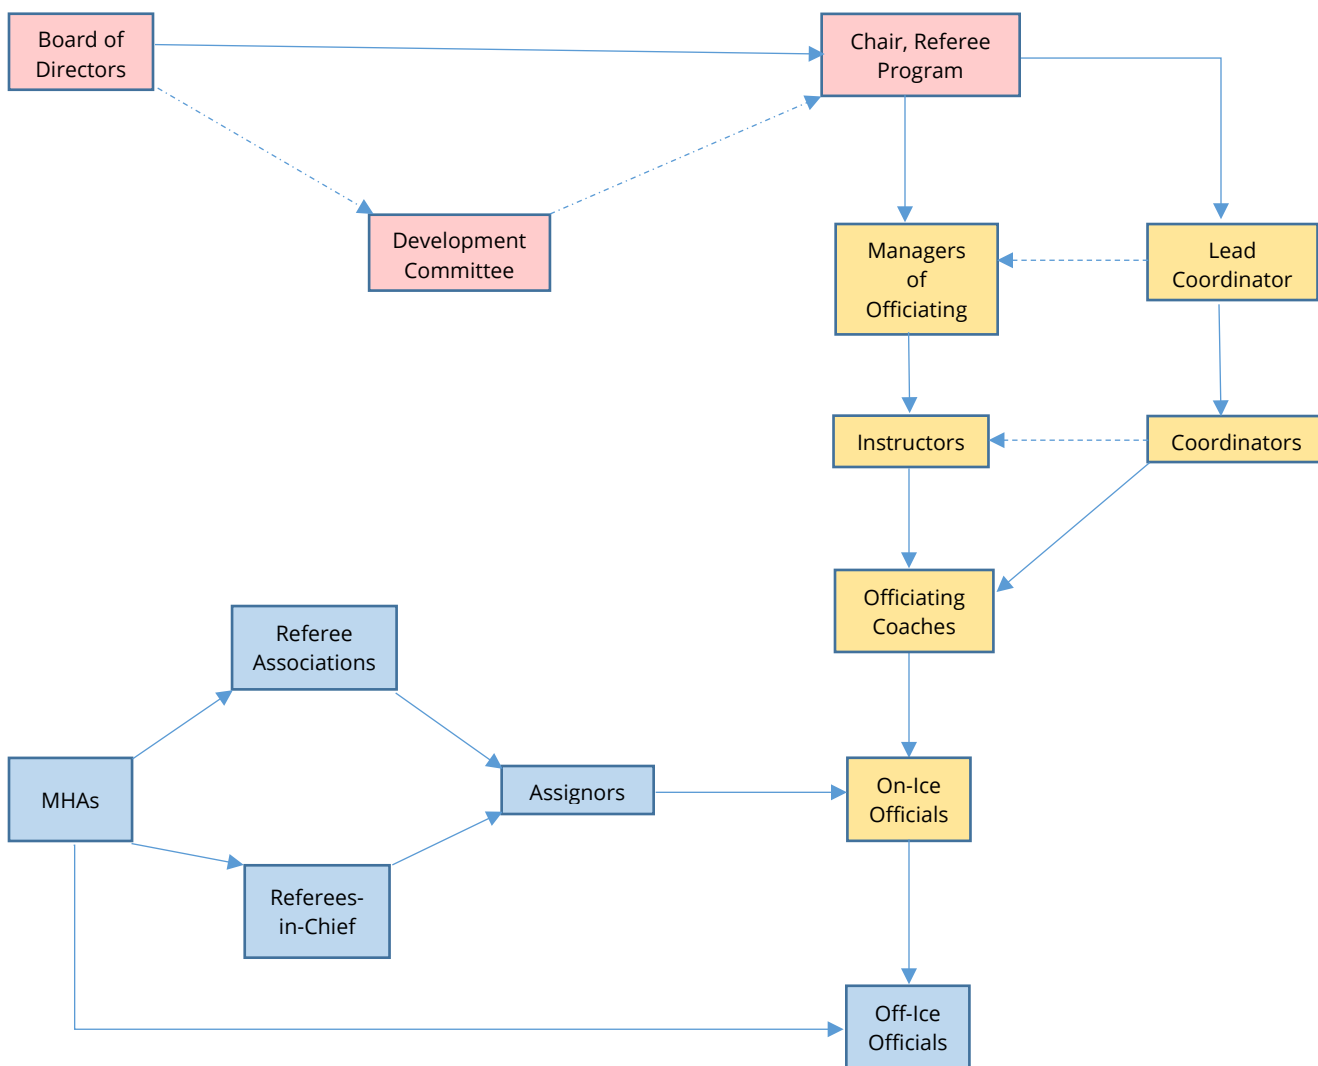 Board of
Directors
Chair, Referee
Program
Development
Committee
Managers
of
Officiating
Lead
Coordinator
Instructors
Coordinators
Officiating
Coaches
Referee
Associations
MHAs
Assignors
On-Ice
Officials
Referees-
in-Chief
Off-Ice
Officials